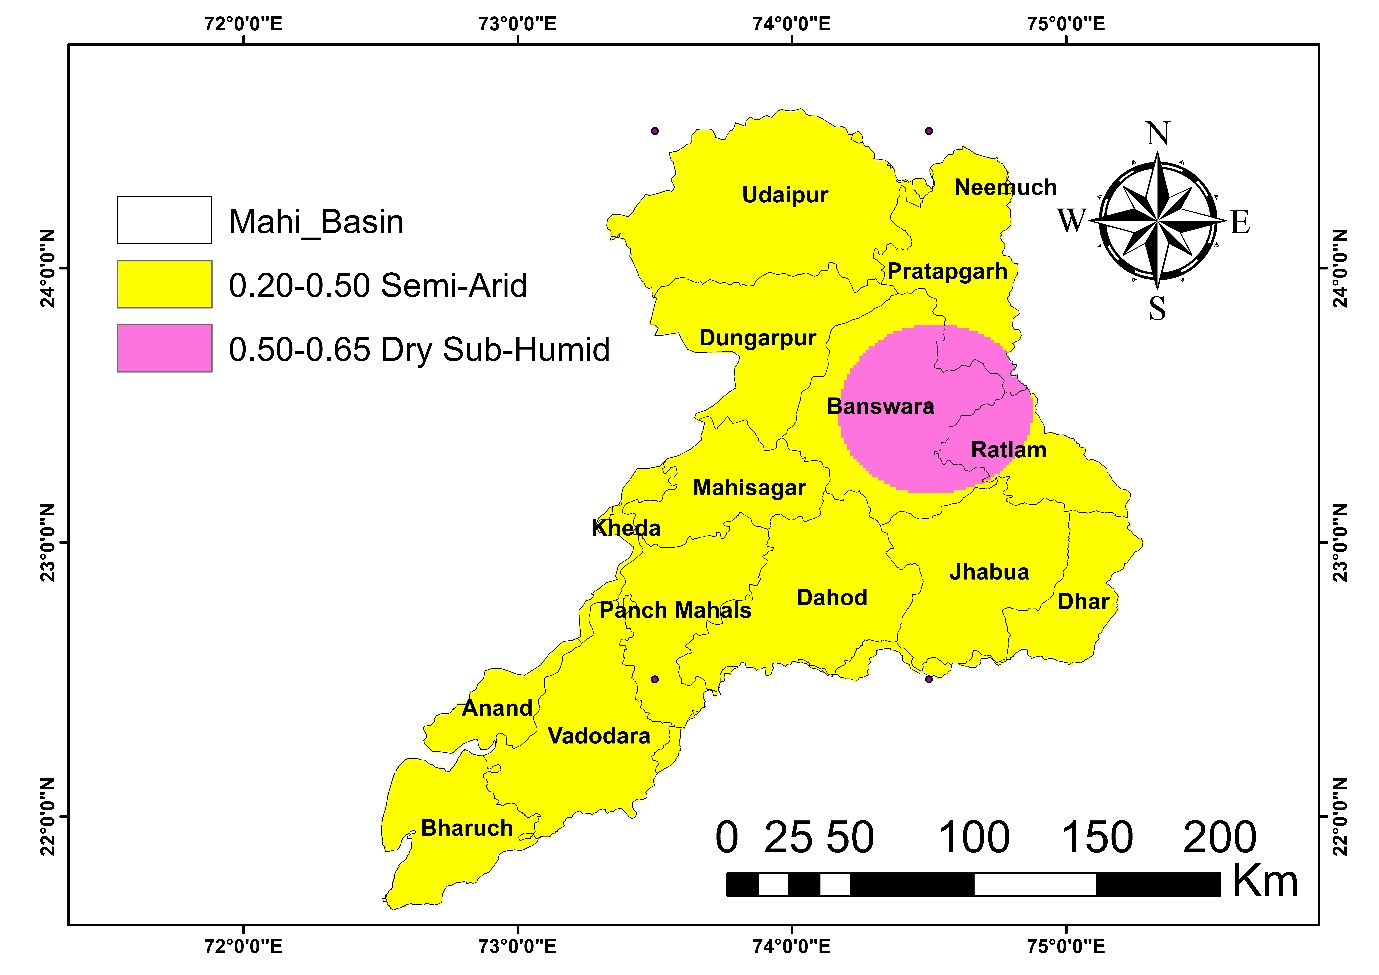 72°0'0"E 73°0'0"E 74°0'0"E 75°0'0"E
N
W E
S
24°0'0"N 24°0'0"N
23°0'0"N 23°0'0"N
22°0'0"N 22°0'0"N
Mahi_Basin
0.20-0.50 Semi-Arid
0.50-0.65 Dry Sub-Humid
Neemuch
Udaipur
Pratapgarh
Dungarpur
Banswara
Ratlam
Mahisagar
Kheda
Jhabua
Dahod
Dhar
Panch Mahals
Anand
Vadodara
Bharuch
0 25 50 100 150 200
Km
72°0'0"E 73°0'0"E 74°0'0"E 75°0'0"E